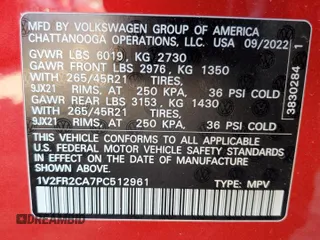 MFD BY VOLKSWAGEN GROUP OF AMERICA
CHATTANOOGA OPERATIONS, LLC. USA 09/2022
GVWR LBS 6019, KG 2730
GAWR FRONT LBS 2976, KG 1350
WITH 265/45R21 TIRES,
9JX21 RIMS, AT 250 KPA, 36 PSI COLD
GAWR REAR LBS 3153, KG 1430
WITH 265/45R21 TIRES,
9JX21 RIMS, AT 250 KPA, 36 PSI COLD
THIS VEHICLE CONFORMS TO ALL APPLICABLE
U.S. FEDERAL MOTOR VEHICLE SAFETY STANDARDS
IN EFFECT ON THE DATE OF MANUFACTURE SHOWN ABOVE.
1V2FR2CA7PC512961 TYPE: MPV
3830284 1
AUTOBIDMASTER